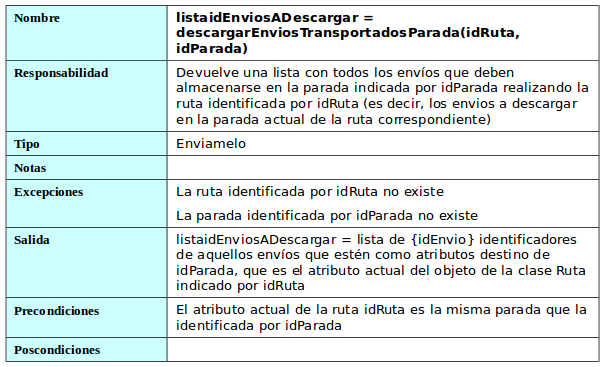 Nombre
listaidEnviosADescargar =
descargarEnviosTransportadosParada(idRuta,
idParada)
Responsabilidad
Devuelve una lista con todos los envíos que deben
almacenarse en la parada indicada por idParada realizando la
ruta identificada por idRuta (es decir, los envios a descargar
en la parada actual de la ruta correspondiente)
Tipo
Enviamelo
Notas
Excepciones
La ruta identificada por idRuta no existe
La parada identificada por idParada no existe
Salida
listaidEnviosADescargar = lista de {idEnvio} identificadores
de aquellos envíos que estén como atributos destino de
idParada, que es el atributo actual del objeto de la clase Ruta
indicado por idRuta
Precondiciones
El atributo actual de la ruta idRuta es la misma parada que la
identificada por idParada
Poscondiciones